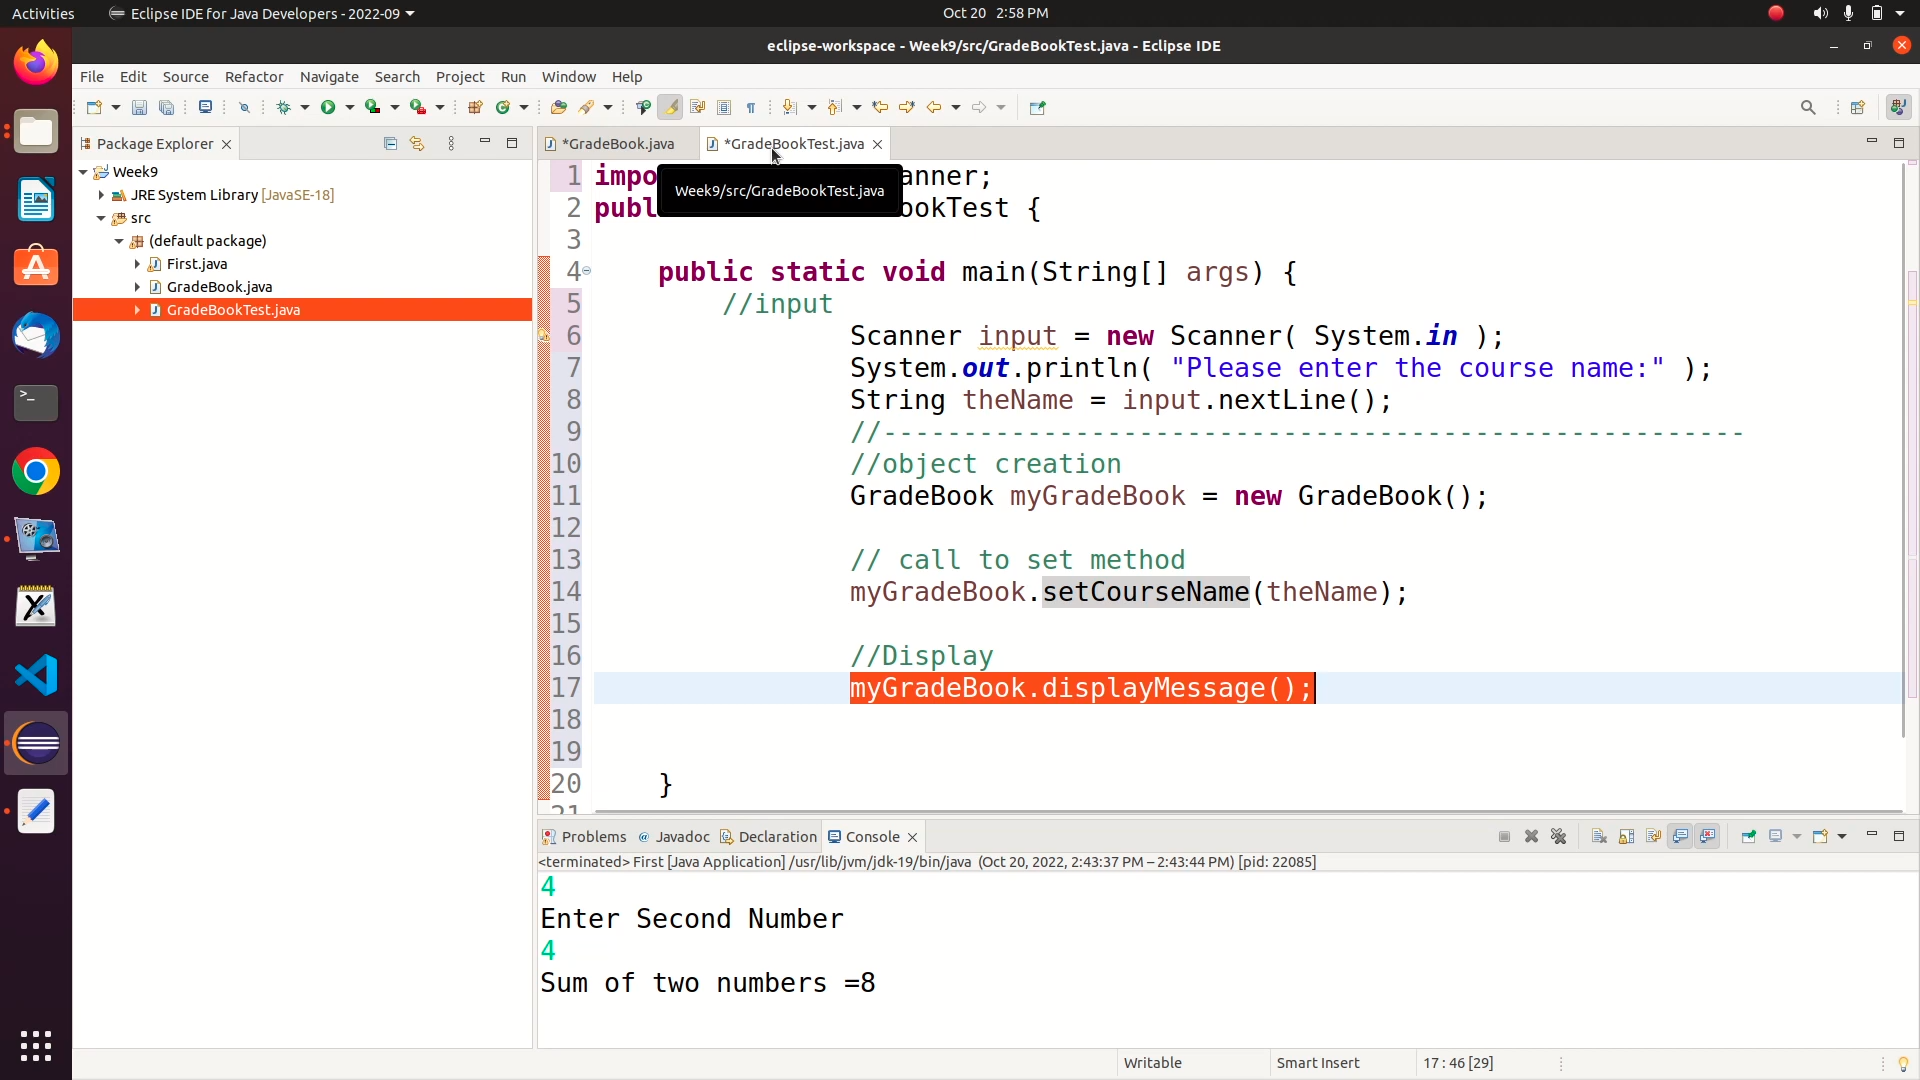 Activities
Eclipse IDE for Java Developers - 2022-09
Oct 20 2:58 PM
eclipse-workspace - Week9/src/GradeBookTest.java - Eclipse IDE
File Edit Source Refactor Navigate Search Project Run Window Help
Package Explorer
*GradeBook.java
*GradeBookTest.java
Week9
JRE System Library [JavaSE-18]
src
(default package)
First.java
GradeBook.java
GradeBookTest.java
Week9/src/GradeBookTest.java
1 impo anner;
2 publ ookTest {
3
4 public static void main(String[] args) {
5 //input
6 Scanner input = new Scanner( System.in );
7 System.out.println( "Please enter the course name:" );
8 String theName = input.nextLine();
9 //------------------------------------------------------
10 //object creation
11 GradeBook myGradeBook = new GradeBook();
12
13 // call to set method
14 myGradeBook.setCourseName(theName);
15
16 //Display
17 myGradeBook.displayMessage();
18
19
20 }
Problems Javadoc Declaration Console
<terminated> First [Java Application] /usr/lib/jvm/jdk-19/bin/java (Oct 20, 2022, 2:43:37 PM – 2:43:44 PM) [pid: 22085]
4
Enter Second Number
4
Sum of two numbers =8
Writable
Smart Insert
17 : 46 [29]